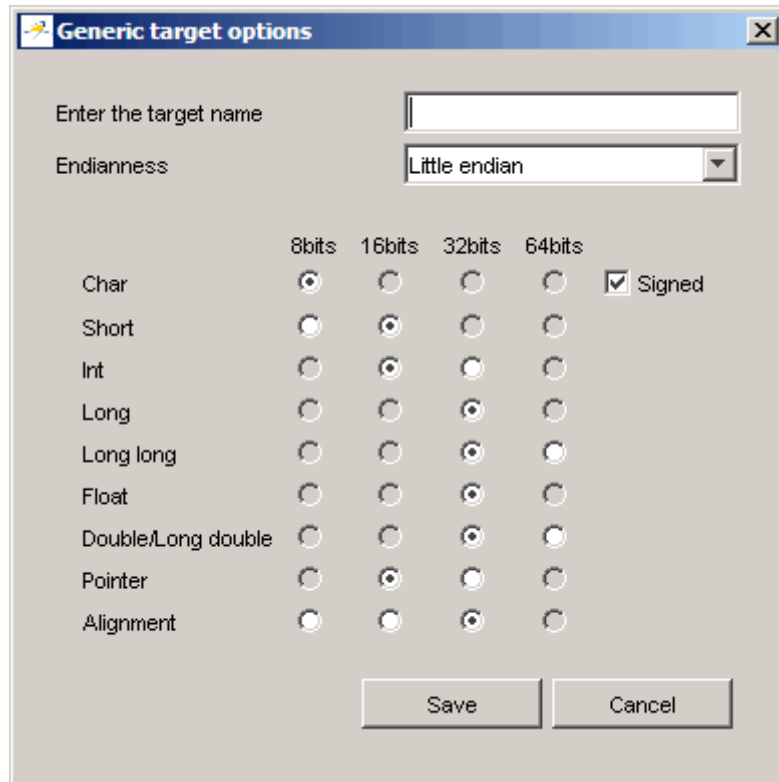 Generic target options
Enter the target name
Endianness Little endian
8bits 16bits 32bits 64bits
Char Signed
Short
Int
Long
Long long
Float
Double/Long double
Pointer
Alignment
Save Cancel